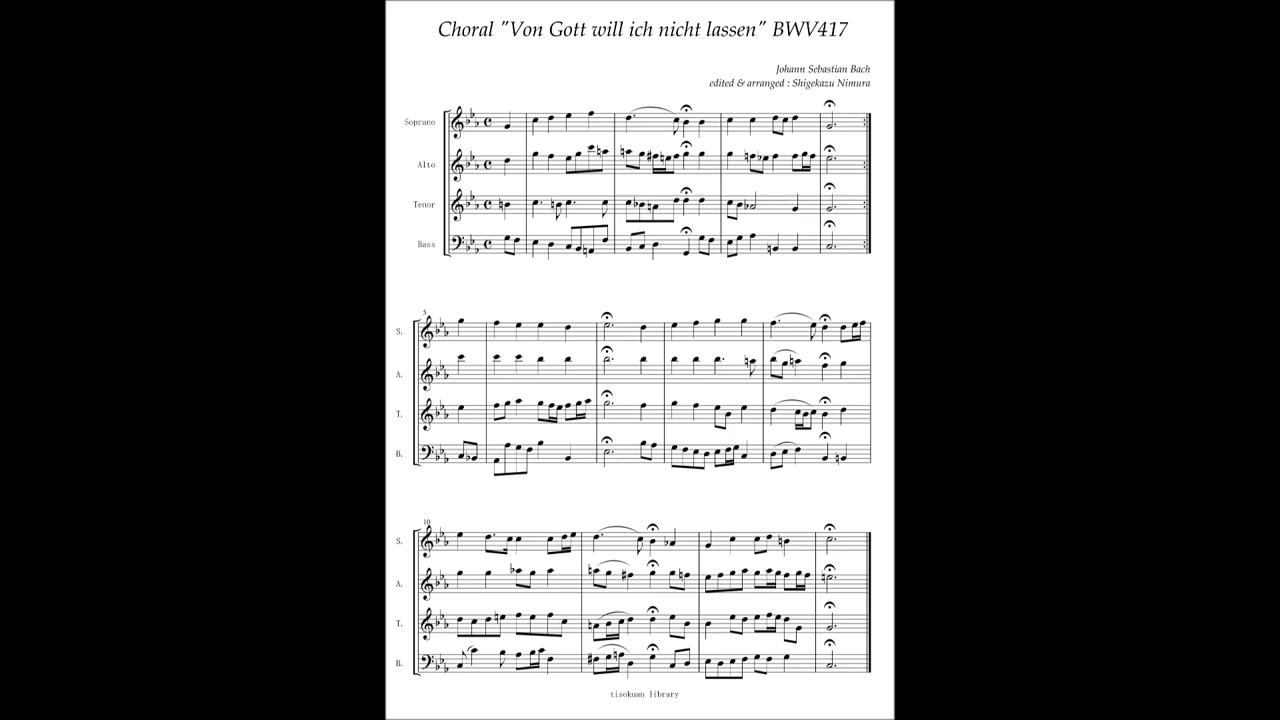 Choral "Von Gott will ich nicht lassen" BWV417
Johann Sebastian Bach
edited & arranged : Shigekazu Nimura
Soprano
Alto
Tenor
Bass
5
S.
A.
T.
B.
10
S.
A.
T.
B.
tisokuan library